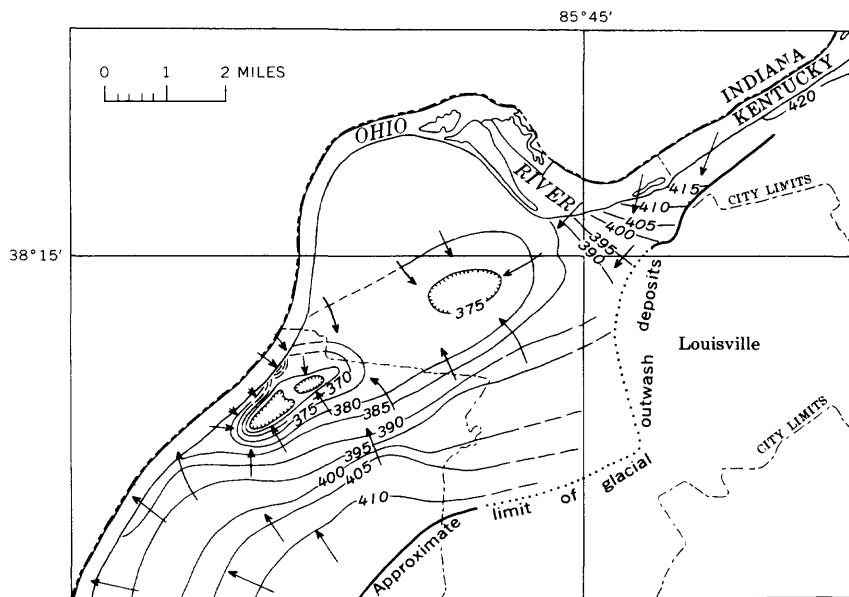 85°45'
0 1 2 MILES
INDIANA
KENTUCKY
420
OHIO
RIVER
415
410
405
400
395
390
CITY LIMITS
38°15'
375
outwash deposits
Louisville
370
375
380
385
390
395
400
405
410
CITY LIMITS
Approximate limit of glacial